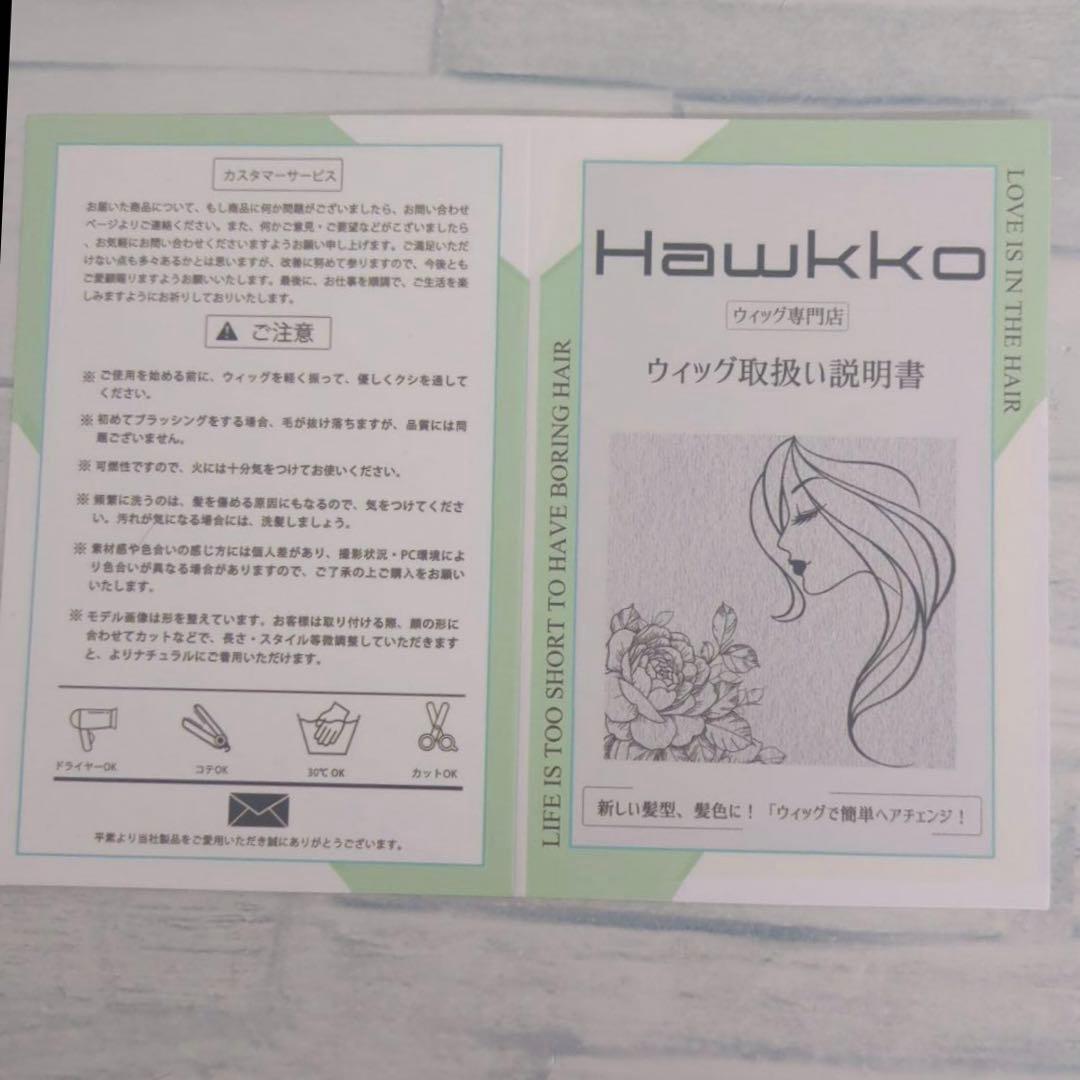 カスタマーサービス
お届いた商品について、もし商品に何か問題がございましたら、お問い合わせ
ページよりご連絡ください。また、何かご意見・ご要望などがございましたら
、お気軽にお問い合わせくださいますようお願い申し上げます。ご満足いただ
けない点も多々あるかとは思いますが、改善に努めて参りますので、今後とも
ご愛顧賜りますようお願いいたします。最後に、お仕事を順調で、ご生活を楽
しみますようにお祈りしております。
ご注意
※ ご使用を始める前に、ウィッグを軽く振って、優しくクシを通して
ください。
※ 初めてブラッシングをする場合、毛が抜け落ちますが、品質には問
題ございません。
※ 可燃性ですので、火には十分気をつけてお使いください。
※ 頻繁に洗うのは、髪を傷める原因にもなるので、気をつけてくださ
い。汚れが気になる場合には、洗髪しましょう。
※ 素材感や色合いの感じ方には個人差があり、撮影状況・PC環境によ
り色合いが異なる場合がありますので、ご了承の上ご購入をお願い
いたします。
※ モデル画像は形を整えています。お客様は取り付ける際、顔の形に
合わせてカットなどで、長さ・スタイル等微調整していただきます
と、よりナチュラルにご着用いただけます。
ドライヤーOK
コテOK
30℃ OK
カットOK
平素より当社製品をご愛用いただき誠にありがとうございます。
LIFE IS TOO SHORT TO HAVE BORING HAIR
Hawkko
ウィッグ専門店
ウィッグ取扱い説明書
新しい髪型、髪色に！「ウィッグで簡単ヘアチェンジ！
LOVE IS IN THE HAIR